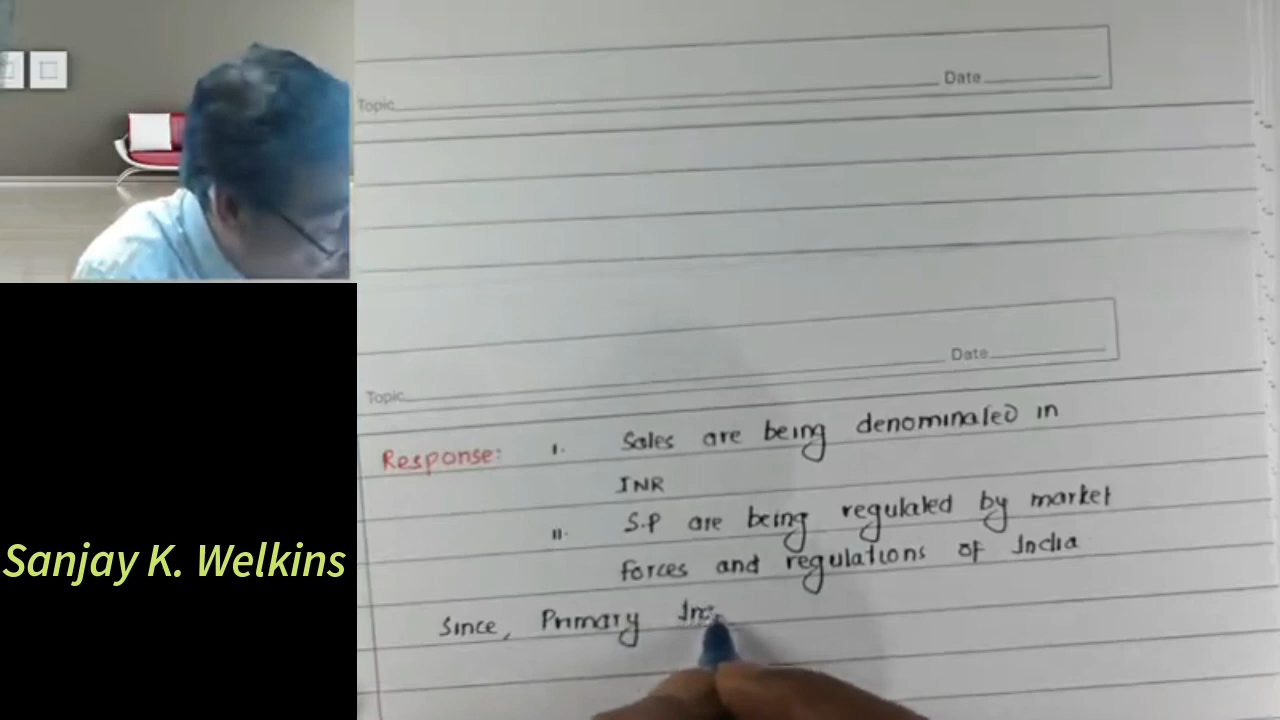 Topic Date
Topic Date
Response: I. Sales are being denominated in
INR
II. S.P are being regulated by market
forces and regulations of India
Since, Primary
Sanjay K. Welkins